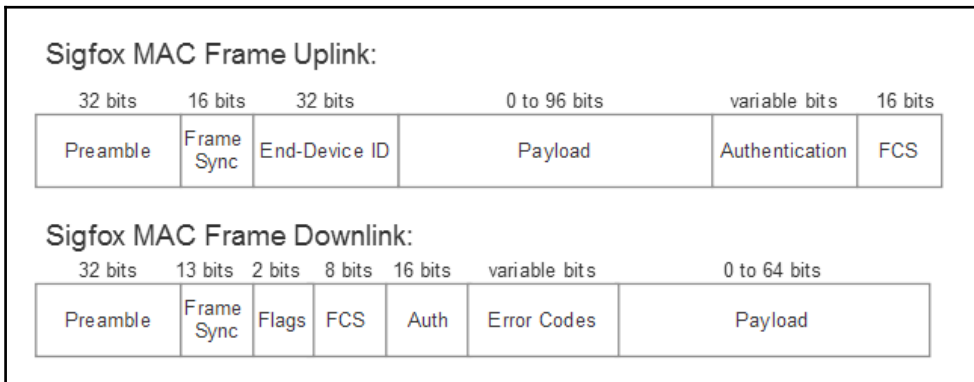 Sigfox MAC Frame Uplink:
32 bits 16 bits 32 bits 0 to 96 bits variable bits 16 bits
Preamble Frame Sync End-Device ID Payload Authentication FCS
Sigfox MAC Frame Downlink:
32 bits 13 bits 2 bits 8 bits 16 bits variable bits 0 to 64 bits
Preamble Frame Sync Flags FCS Auth Error Codes Payload